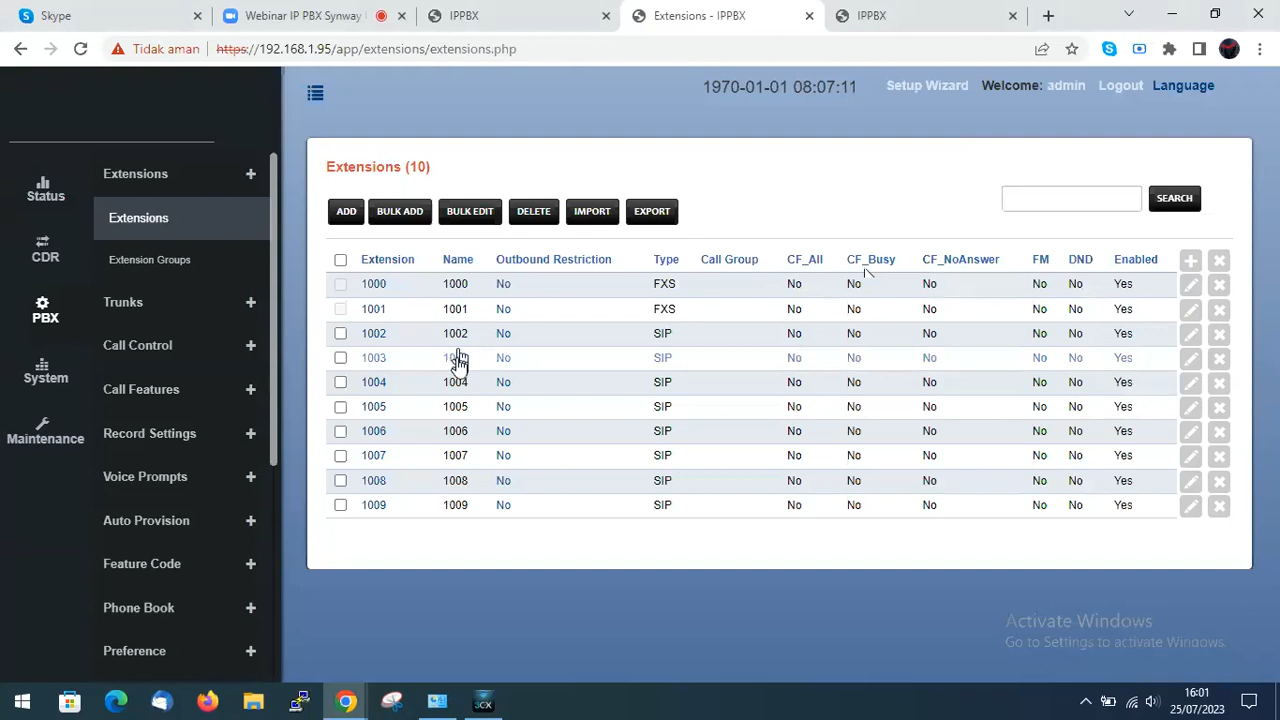 Skype
Webinar IP PBX Synway
IPPBX
Extensions - IPPBX
IPPBX
Tidak aman
https://192.168.1.95/app/extensions/extensions.php
1970-01-01 08:07:11
Setup Wizard
Welcome: admin
Logout
Language
Status
CDR
PBX
System
Maintenance
Extensions
Extensions
Extension Groups
Trunks
Call Control
Call Features
Record Settings
Voice Prompts
Auto Provision
Feature Code
Phone Book
Preference
Extensions (10)
ADD BULK ADD BULK EDIT DELETE IMPORT EXPORT SEARCH
Extension Name Outbound Restriction Type Call Group CF_All CF_Busy CF_NoAnswer FM DND Enabled
1000 1000 No FXS No No No No No Yes
1001 1001 No FXS No No No No No Yes
1002 1002 No SIP No No No No No Yes
1003 No SIP No No No No No Yes
1004 1004 No SIP No No No No No Yes
1005 1005 No SIP No No No No No Yes
1006 1006 No SIP No No No No No Yes
1007 1007 No SIP No No No No No Yes
1008 1008 No SIP No No No No No Yes
1009 1009 No SIP No No No No No Yes
Activate Windows
Go to Settings to activate Windows.
3CX
16:01
25/07/2023